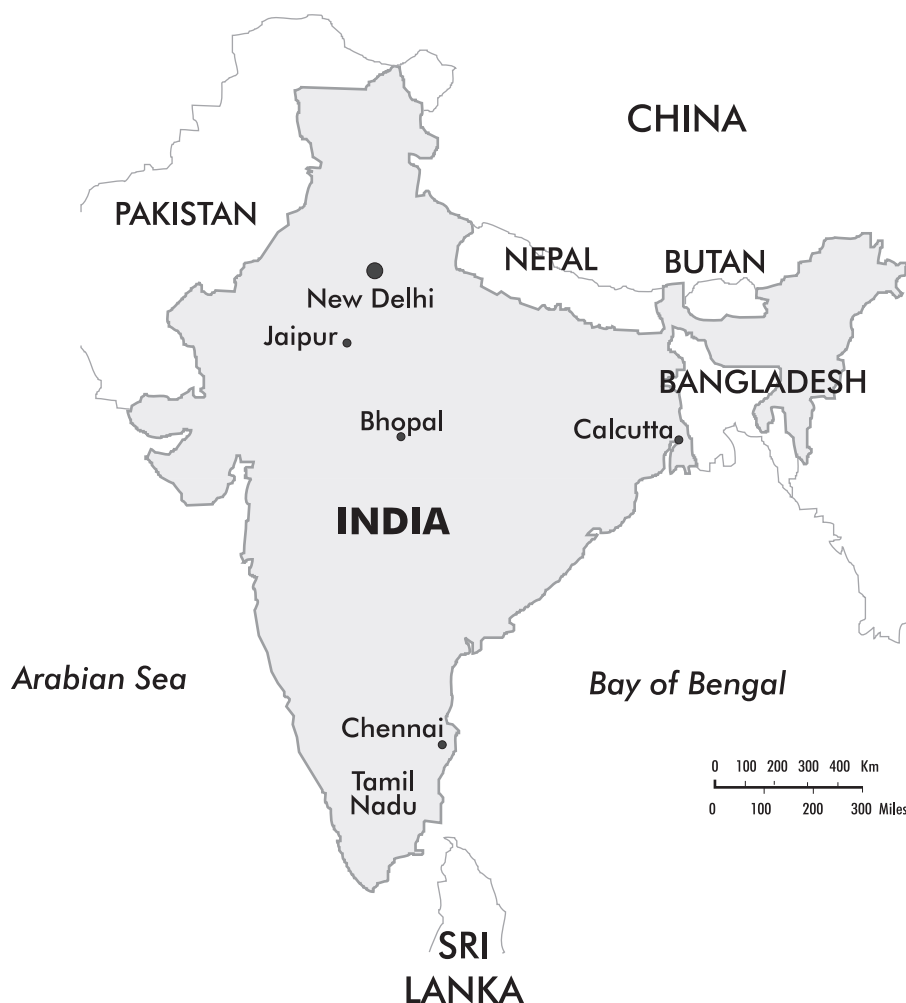 CHINA
PAKISTAN
NEPAL
BUTAN
New Delhi
Jaipur
BANGLADESH
Bhopal
Calcutta
INDIA
Arabian Sea
Bay of Bengal
Chennai
Tamil
Nadu
0 100 200 300 400 Km
0 100 200 300 Miles
SRI
LANKA